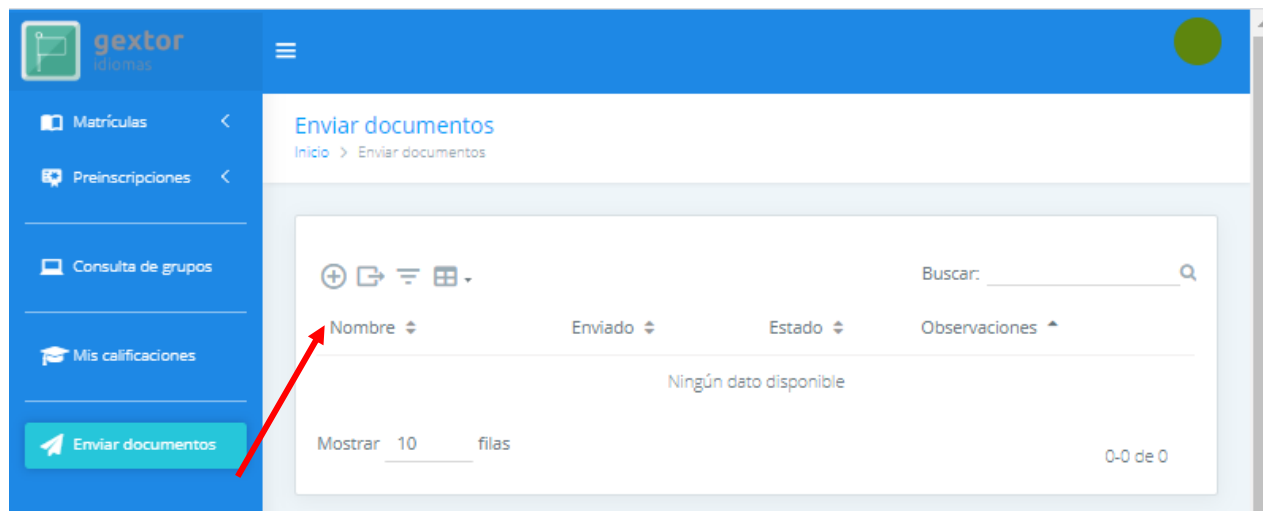 gextor
idiomas
Matrículas
Preinscripciones
Consulta de grupos
Mis calificaciones
Enviar documentos
Enviar documentos
Inicio > Enviar documentos
Buscar:
Nombre Enviado Estado Observaciones
Ningún dato disponible
Mostrar 10 filas
0-0 de 0